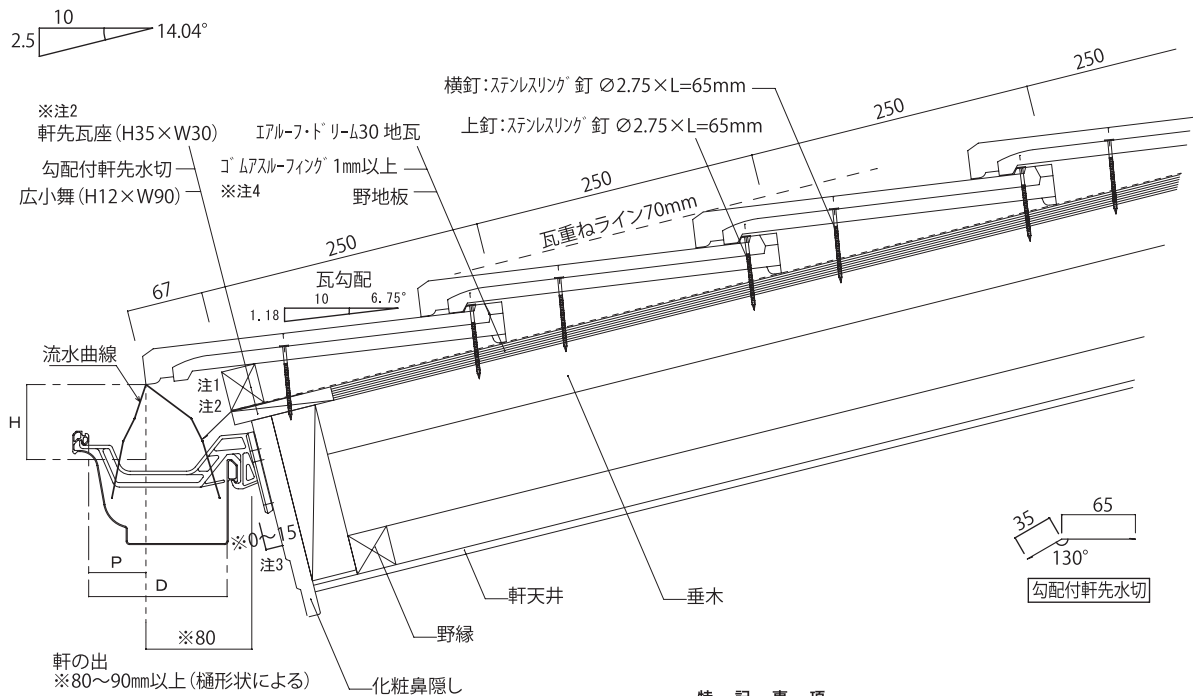 10
2.5
14.04°
※注2
軒先瓦座(H35×W30)
勾配付軒先水切
広小舞(H12×W90)
エアルーフ・ドリーム30 地瓦
ゴムアスルーフィング1mm以上
※注4
野地板
横釘:ステンレスリング釘 ∅2.75×L=65mm
上釘:ステンレスリング釘 ∅2.75×L=65mm
250
250
250
250
67
瓦重ねライン70mm
瓦勾配
10
6.75°
1.18
流水曲線
注1
注2
H
P
D
※0～15
注3
※80
軒の出
※80～90mm以上(樋形状による)
化粧鼻隠し
野縁
軒天井
垂木
35
65
130°
勾配付軒先水切
特 記 事 項